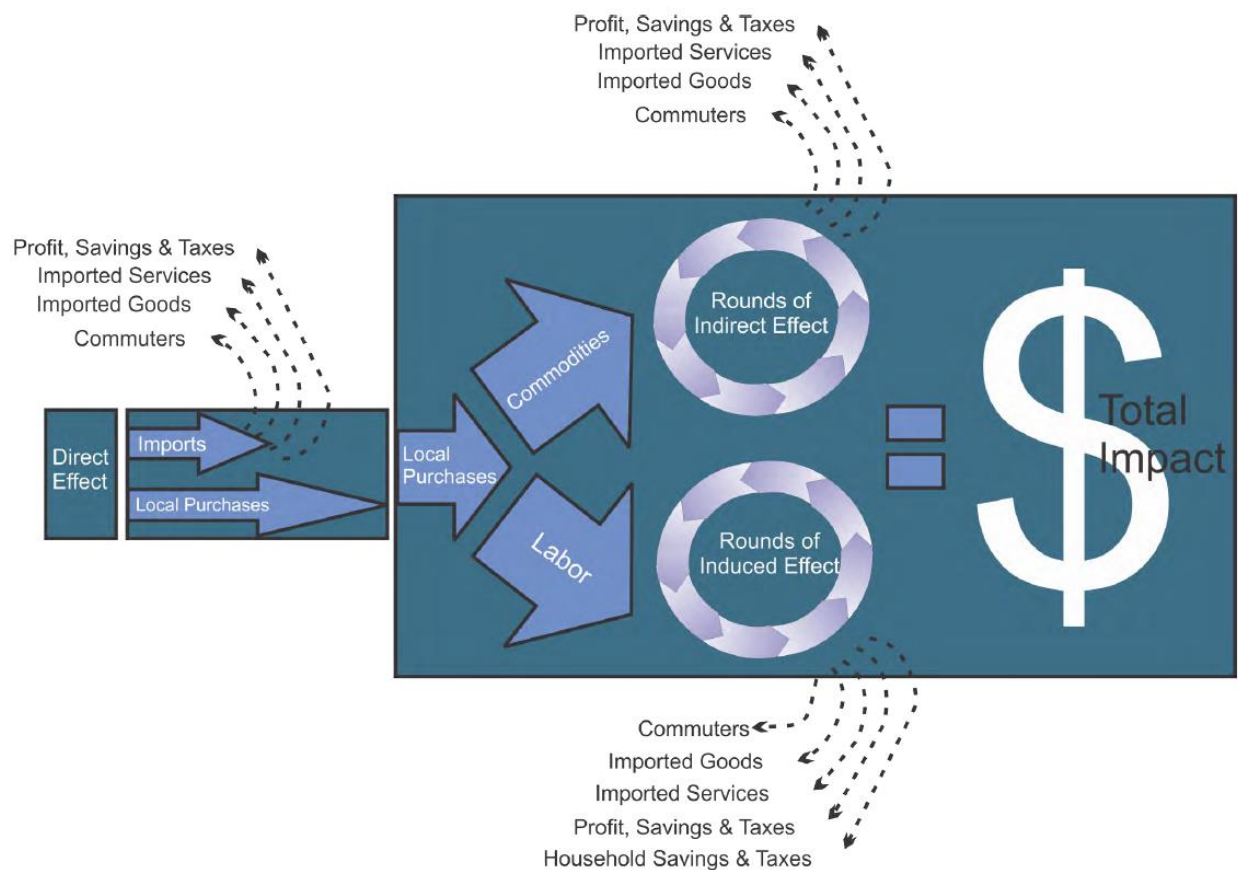 Profit, Savings & Taxes
Imported Services
Imported Goods
Commuters
Profit, Savings & Taxes
Imported Services
Imported Goods
Commuters
Direct
Effect
Imports
Local Purchases
Local
Purchases
Commodities
Labor
Rounds of
Indirect Effect
Rounds of
Induced Effect
$
Total
Impact
Commuters
Imported Goods
Imported Services
Profit, Savings & Taxes
Household Savings & Taxes